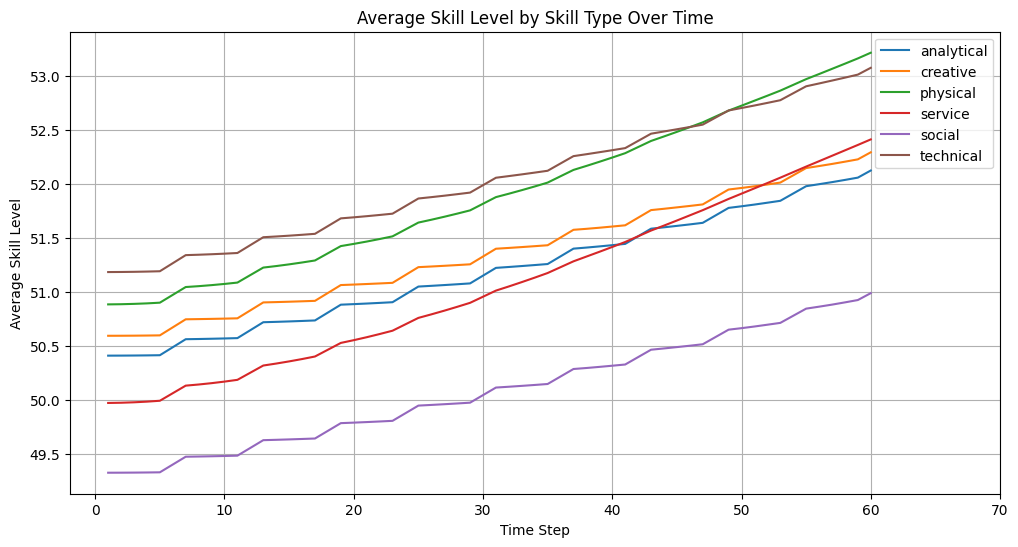 Average Skill Level by Skill Type Over Time
Average Skill Level
53.0
52.5
52.0
51.5
51.0
50.5
50.0
49.5
analytical
creative
physical
service
social
technical
0 10 20 30 40 50 60 70
Time Step